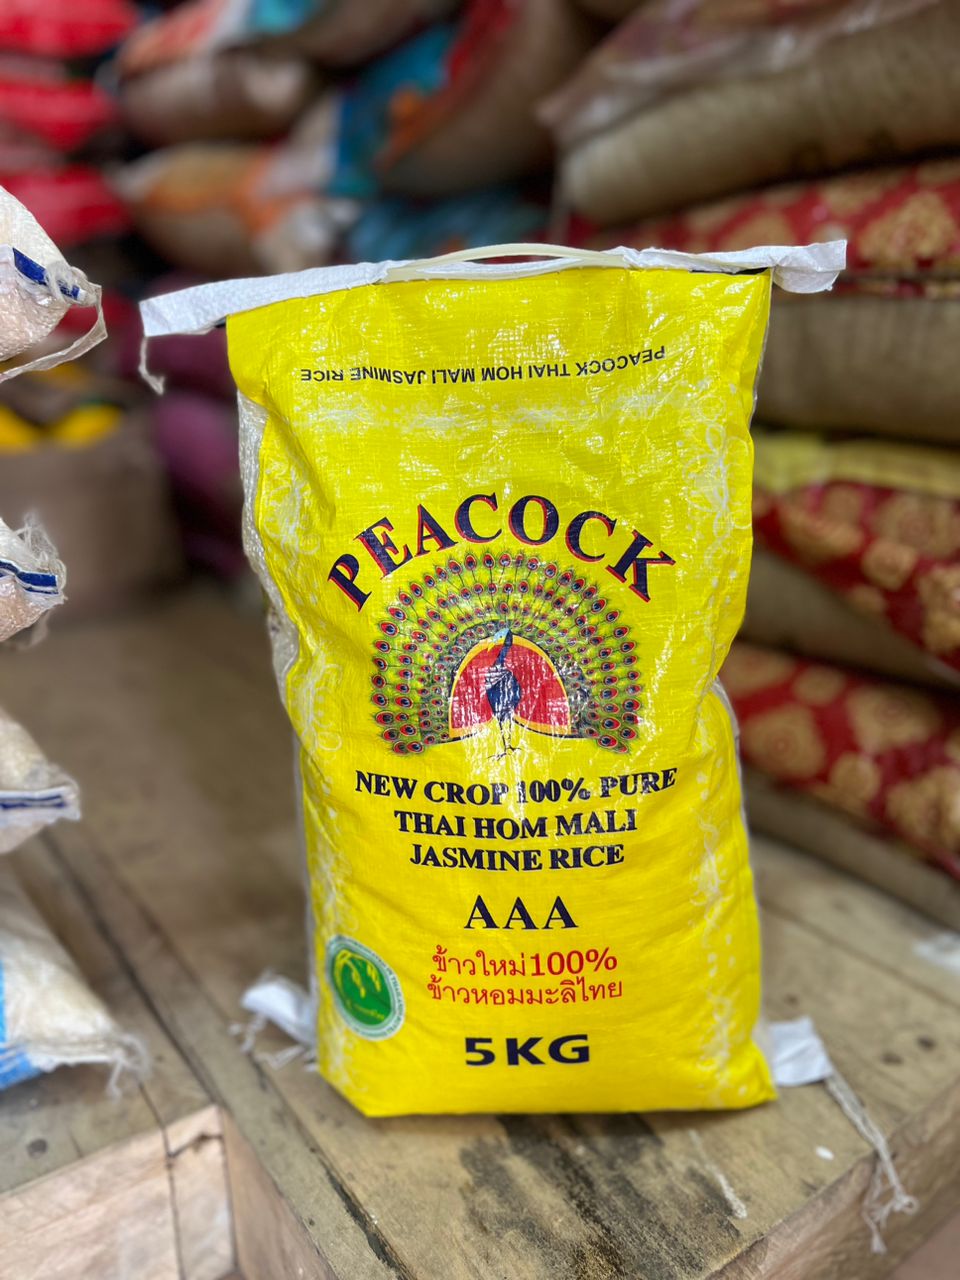 PEACOCK THAI HOM MALI JASMINE RICE
PEACOCK
NEW CROP 100% PURE
THAI HOM MALI
JASMINE RICE
AAA
ข้าวใหม่100%
ข้าวหอมมะลิไทย
5KG